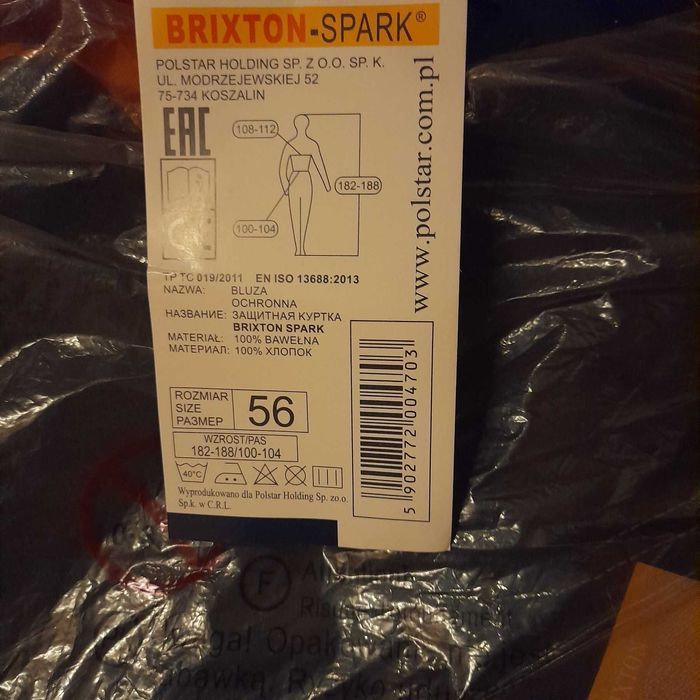 BRIXTON-SPARK®
POLSTAR HOLDING SP. Z O.O. SP. K.
UL. MODRZEJEWSKIEJ 52
75-734 KOSZALIN
EAC
108-112
182-188
100-104
www.polstar.com.pl
TP TC 019/2011 EN ISO 13688:2013
NAZWA: BLUZA
OCHRONNA
НАЗВАНИЕ: ЗАЩИТНАЯ КУРТКА
BRIXTON SPARK
MATERIAŁ: 100% BAWEŁNA
МАТЕРИАЛ: 100% ХЛОПОК
ROZMIAR
SIZE
РАЗМЕР
56
WZROST/PAS
182-188/100-104
40°C
Wyprodukowano dla Polstar Holding Sp. zo.o.
Sp.k. w C.R.L.
5 902772 004703
F
Opak